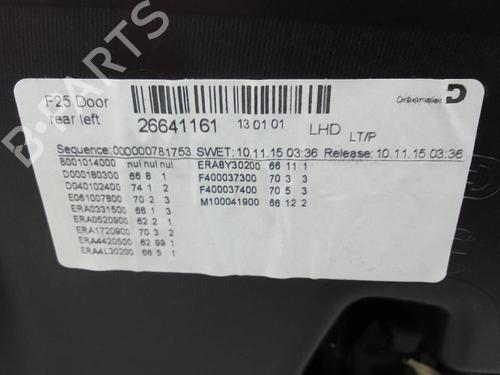 B-PARTS
F25 Door
rear left
26641161
13 01 01
LHD
LT/P
Dräxlmaier
Sequence:000000781753 SWET:10.11.15 03:36 Release:10.11.15 03:36
B001014000 nul nul nul
D000180300 66 8 1
D040102400 74 1 2
E061007800 70 2 3
ERA0331500 67 3 1
ERA0520900 62 2 1
ERA1720900 70 3 2
ERA4420500 62 99 1
ERA4L30200 66 5 1
ERA8Y30200 66 11 1
F400037300 70 3 3
F400037400 70 5 3
M100041900 66 12 2